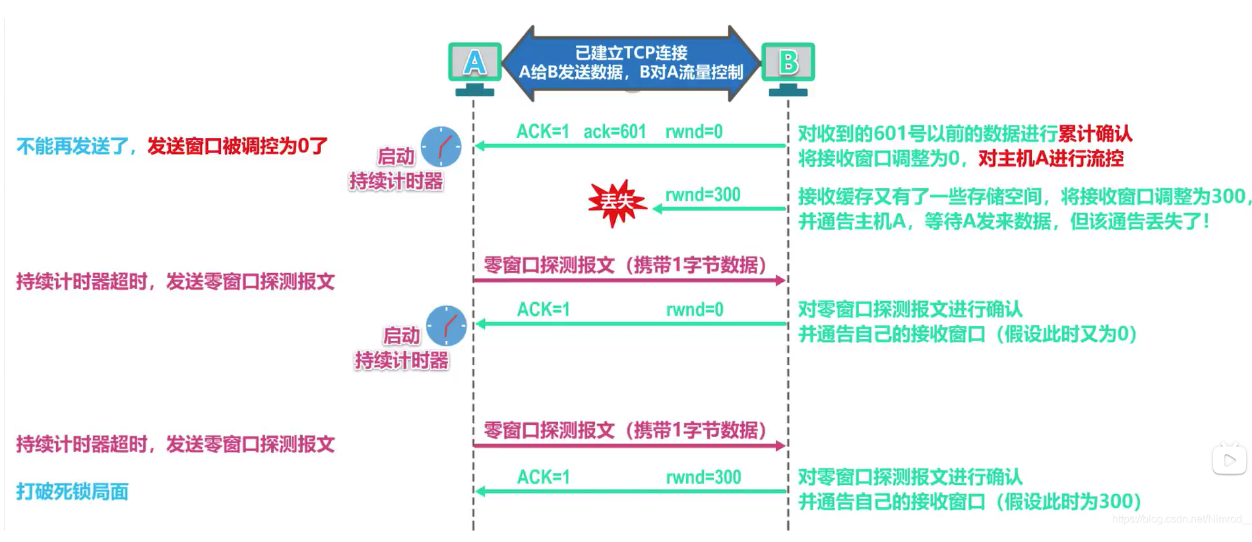 已建立TCP连接
A给B发送数据，B对A流量控制
A
B
不能再发送了，发送窗口被调控为0了
启动
持续计时器
ACK=1 ack=601 rwnd=0
对收到的601号以前的数据进行累计确认
将接收窗口调整为0，对主机A进行流控
丢失
rwnd=300
接收缓存又有了一些存储空间，将接收窗口调整为300，
并通告主机A，等待A发来数据，但该通告丢失了！
持续计时器超时，发送零窗口探测报文
零窗口探测报文（携带1字节数据）
启动
持续计时器
ACK=1 rwnd=0
对零窗口探测报文进行确认
并通告自己的接收窗口（假设此时又为0）
持续计时器超时，发送零窗口探测报文
零窗口探测报文（携带1字节数据）
打破死锁局面
ACK=1 rwnd=300
对零窗口探测报文进行确认
并通告自己的接收窗口（假设此时为300）